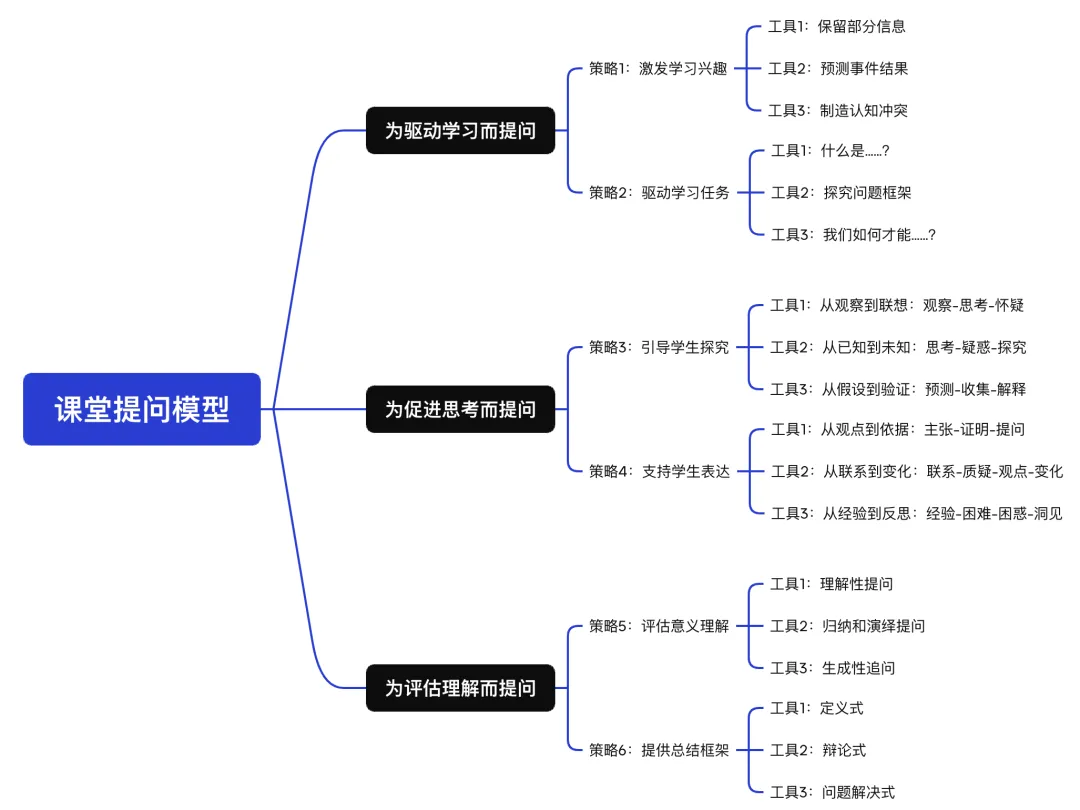 课堂提问模型
为驱动学习而提问
策略1：激发学习兴趣
工具1：保留部分信息
工具2：预测事件结果
工具3：制造认知冲突
策略2：驱动学习任务
工具1：什么是……?
工具2：探究问题框架
工具3：我们如何才能……?
为促进思考而提问
策略3：引导学生探究
工具1：从观察到联想：观察-思考-怀疑
工具2：从已知到未知：思考-疑惑-探究
工具3：从假设到验证：预测-收集-解释
策略4：支持学生表达
工具1：从观点到依据：主张-证明-提问
工具2：从联系到变化：联系-质疑-观点-变化
工具3：从经验到反思：经验-困难-困惑-洞见
为评估理解而提问
策略5：评估意义理解
工具1：理解性提问
工具2：归纳和演绎提问
工具3：生成性追问
策略6：提供总结框架
工具1：定义式
工具2：辩论式
工具3：问题解决式